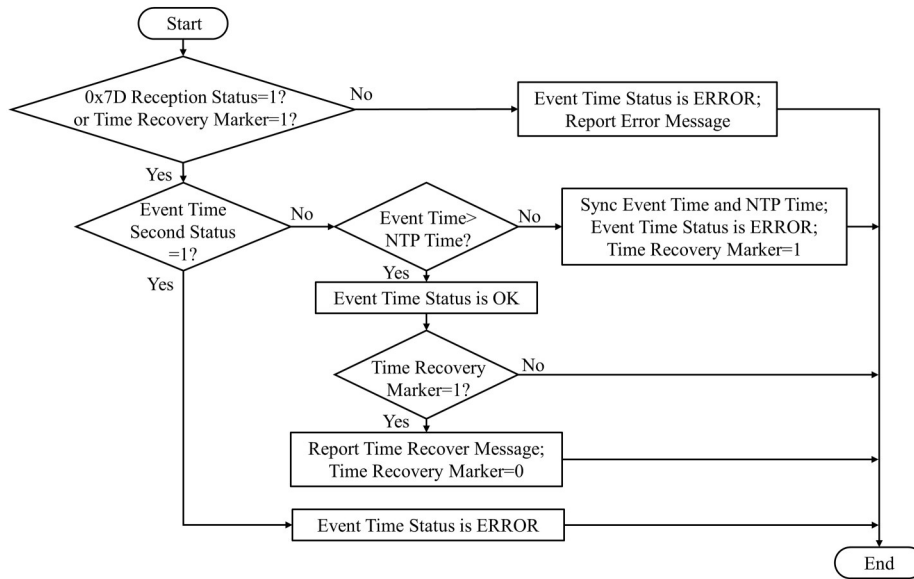 Start
0x7D Reception Status=1?
or Time Recovery Marker=1?
No
Event Time Status is ERROR;
Report Error Message
Yes
Event Time
Second Status
=1?
No
Event Time>
NTP Time?
No
Sync Event Time and NTP Time;
Event Time Status is ERROR;
Time Recovery Marker=1
Yes
Yes
Event Time Status is OK
Time Recovery
Marker=1?
No
Yes
Report Time Recover Message;
Time Recovery Marker=0
Event Time Status is ERROR
End